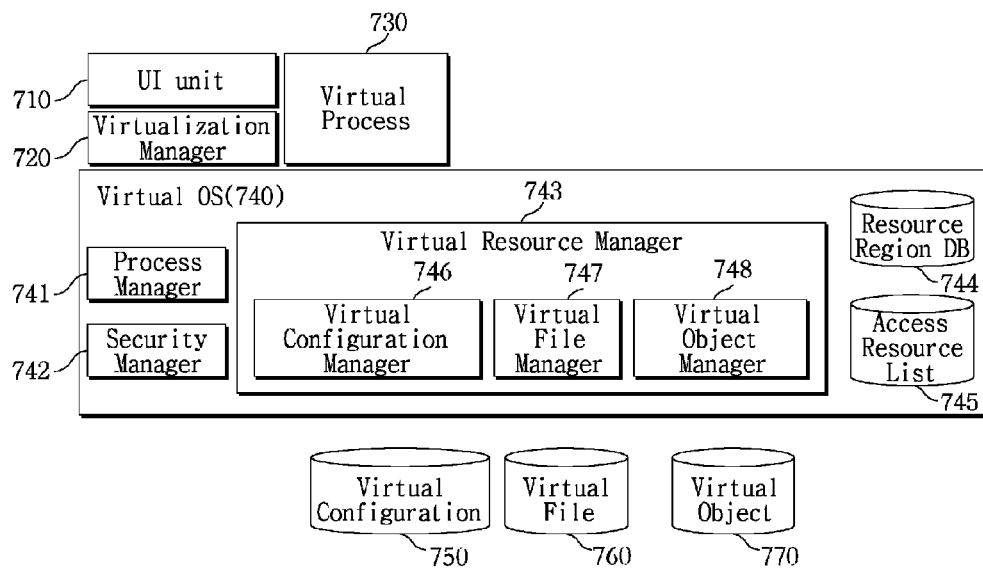 730
710
UI unit
Virtual
Process
720
Virtualization
Manager
Virtual OS(740)
743
Virtual Resource Manager
Resource
Region DB
744
741
Process
Manager
746
747
748
Virtual
Configuration
Manager
Virtual
File
Manager
Virtual
Object
Manager
742
Security
Manager
Access
Resource
List
745
Virtual
Configuration
750
Virtual
File
760
Virtual
Object
770